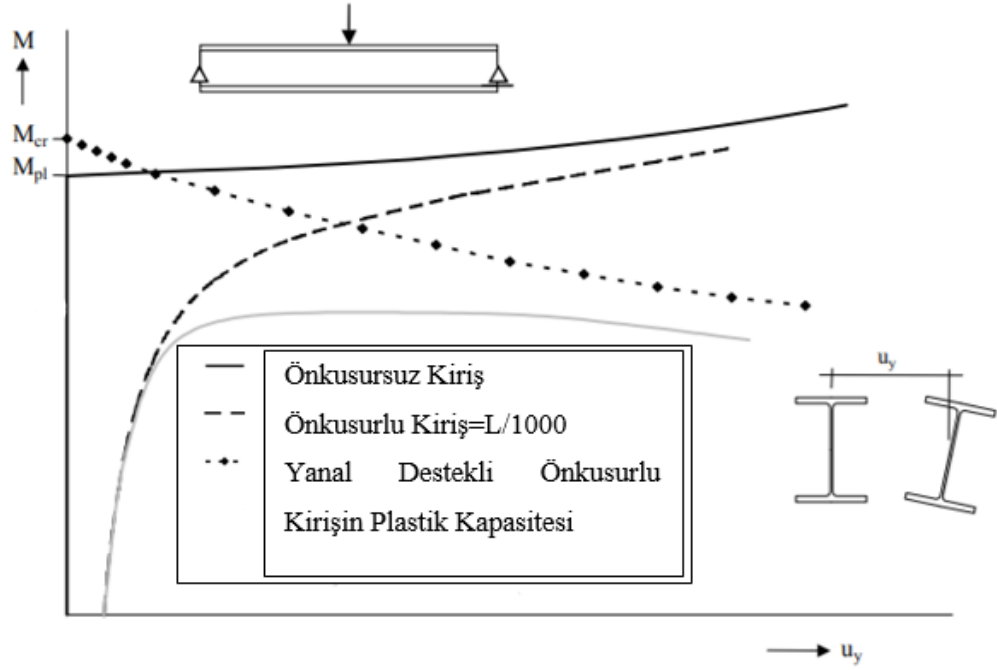 M
M_cr
M_pl
Önkusursuz Kiriş
Önkusurlu Kiriş=L/1000
Yanal Destekli Önkusurlu
Kirişin Plastik Kapasitesi
u_y
u_y